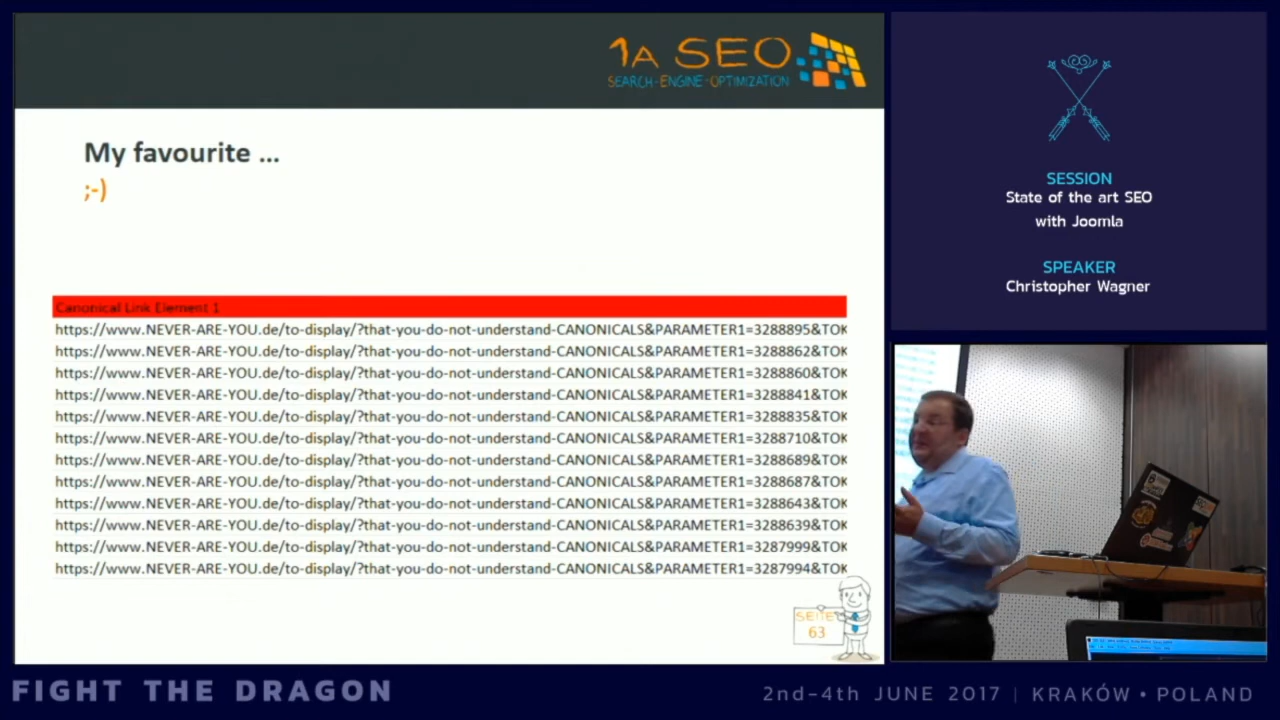 1A SEO
SEARCH-ENGINE-OPTIMIZATION
My favourite ...
;-)
Canonical Link Element 1
https://www.NEVER-ARE-YOU.de/to-display/?that-you-do-not-understand-CANONICALS&PARAMETER1=3288895&TOK
https://www.NEVER-ARE-YOU.de/to-display/?that-you-do-not-understand-CANONICALS&PARAMETER1=3288862&TOK
https://www.NEVER-ARE-YOU.de/to-display/?that-you-do-not-understand-CANONICALS&PARAMETER1=3288860&TOK
https://www.NEVER-ARE-YOU.de/to-display/?that-you-do-not-understand-CANONICALS&PARAMETER1=3288841&TOK
https://www.NEVER-ARE-YOU.de/to-display/?that-you-do-not-understand-CANONICALS&PARAMETER1=3288835&TOK
https://www.NEVER-ARE-YOU.de/to-display/?that-you-do-not-understand-CANONICALS&PARAMETER1=3288710&TOK
https://www.NEVER-ARE-YOU.de/to-display/?that-you-do-not-understand-CANONICALS&PARAMETER1=3288689&TOK
https://www.NEVER-ARE-YOU.de/to-display/?that-you-do-not-understand-CANONICALS&PARAMETER1=3288687&TOK
https://www.NEVER-ARE-YOU.de/to-display/?that-you-do-not-understand-CANONICALS&PARAMETER1=3288643&TOK
https://www.NEVER-ARE-YOU.de/to-display/?that-you-do-not-understand-CANONICALS&PARAMETER1=3288639&TOK
https://www.NEVER-ARE-YOU.de/to-display/?that-you-do-not-understand-CANONICALS&PARAMETER1=3287999&TOK
https://www.NEVER-ARE-YOU.de/to-display/?that-you-do-not-understand-CANONICALS&PARAMETER1=3287994&TOK
SEITE
63
SESSION
State of the art SEO
with Joomla
SPEAKER
Christopher Wagner
FIGHT THE DRAGON
2nd-4th JUNE 2017 | KRAKÓW • POLAND